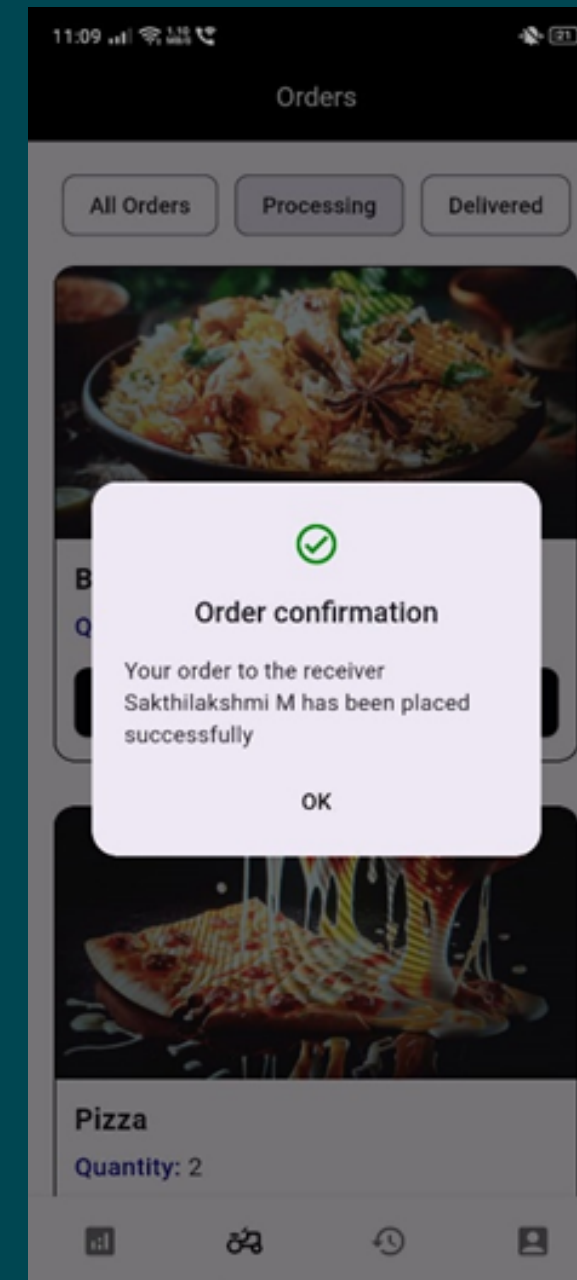 11:09
21
Orders
All Orders
Processing
Delivered
B
Q
Order confirmation
Your order to the receiver
Sakthilakshmi M has been placed
successfully
OK
Pizza
Quantity: 2